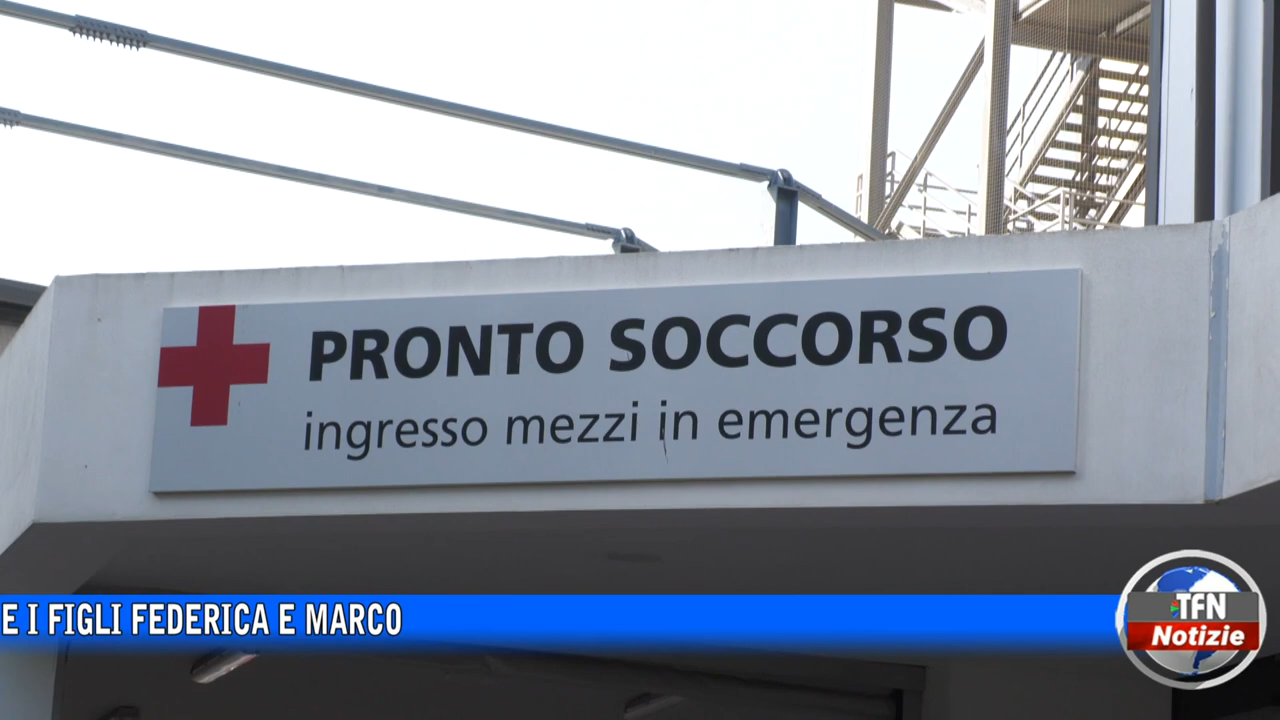 PRONTO SOCCORSO
ingresso mezzi in emergenza
E I FIGLI FEDERICA E MARCO
TFN
Notizie